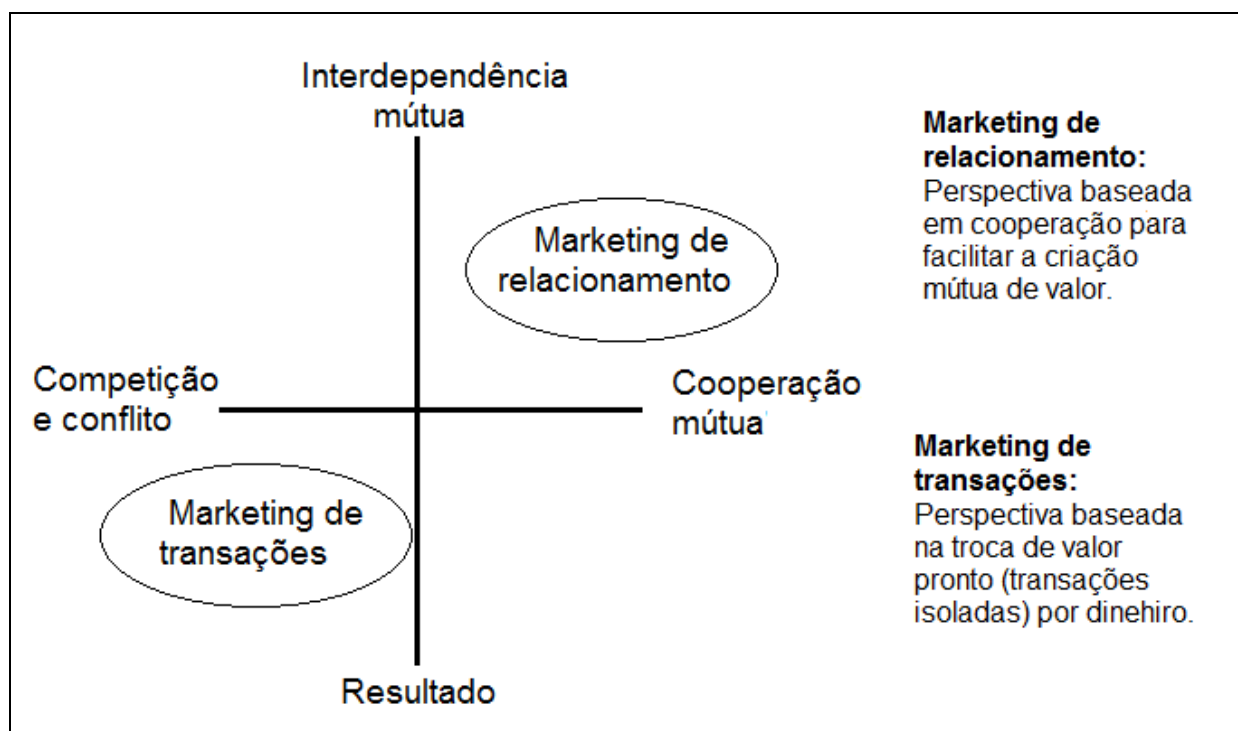 Interdependência
mútua
Marketing de
relacionamento
Competição
e conflito
Cooperação
mútua
Marketing de
transações
Resultado
Marketing de
relacionamento:
Perspectiva baseada
em cooperação para
facilitar a criação
mútua de valor.
Marketing de
transações:
Perspectiva baseada
na troca de valor
pronto (transações
isoladas) por dinehiro.